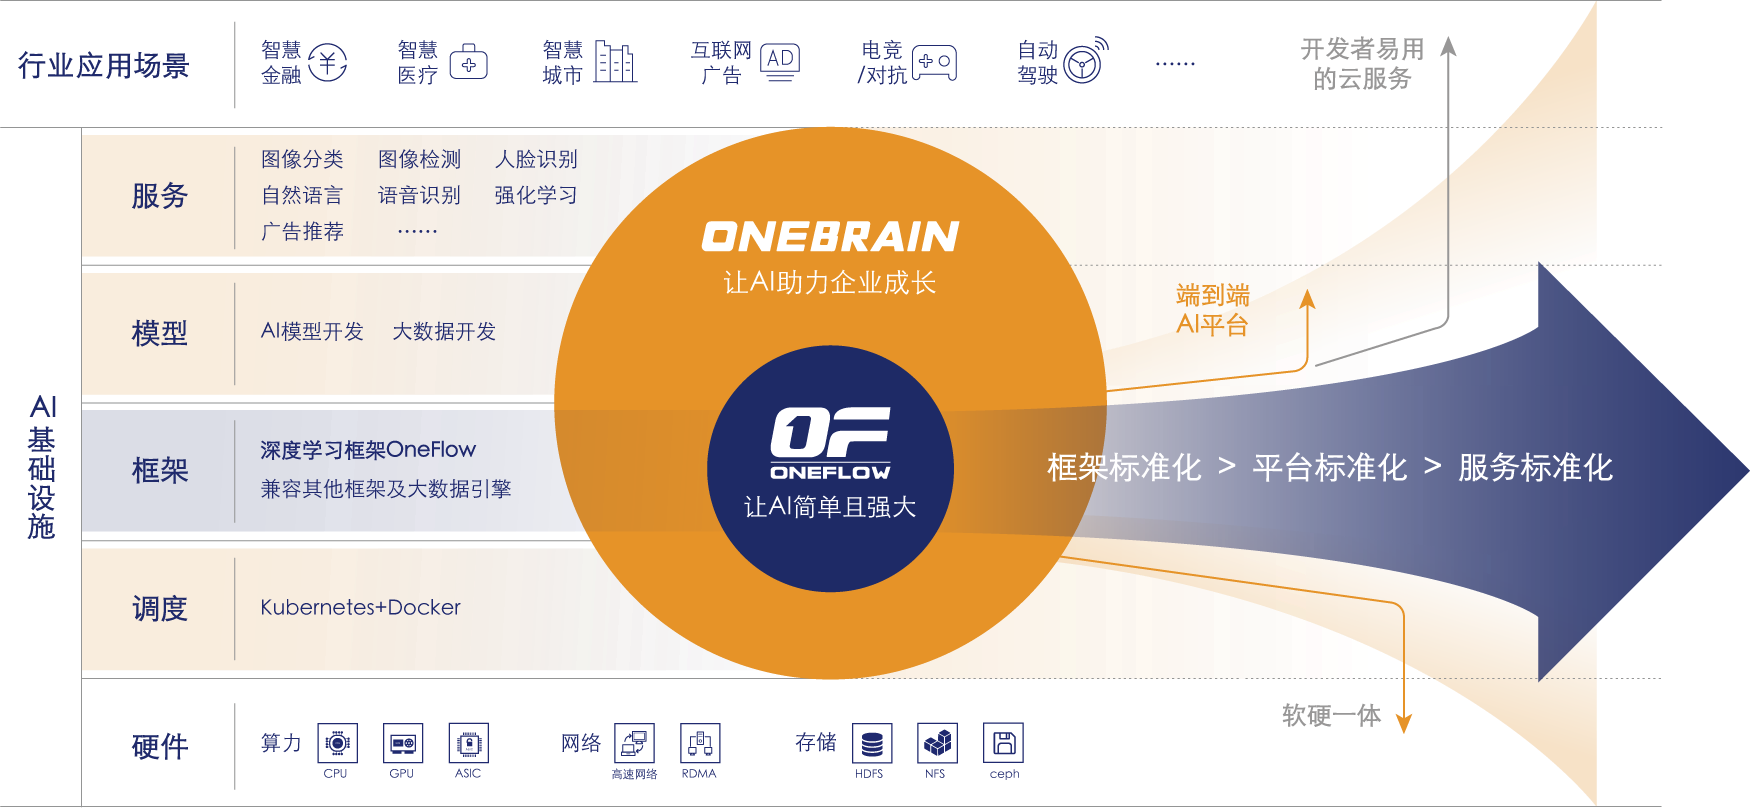 行业应用场景
智慧
金融
智慧
医疗
智慧
城市
互联网
广告
AD
电竞
/对抗
自动
驾驶
······
开发者易用
的云服务
AI
基
础
设
施
服务
图像分类 图像检测 人脸识别
自然语言 语音识别 强化学习
广告推荐 ······
ONEBRAIN
让AI助力企业成长
模型
AI模型开发 大数据开发
端到端
AI平台
框架
深度学习框架OneFlow
兼容其他框架及大数据引擎
OF
ONEFLOW
让AI简单且强大
框架标准化 > 平台标准化 > 服务标准化
调度
Kubernetes+Docker
软硬一体
硬件
算力
CPU
GPU
ASIC
网络
高速网络
RDMA
存储
HDFS
NFS
ceph